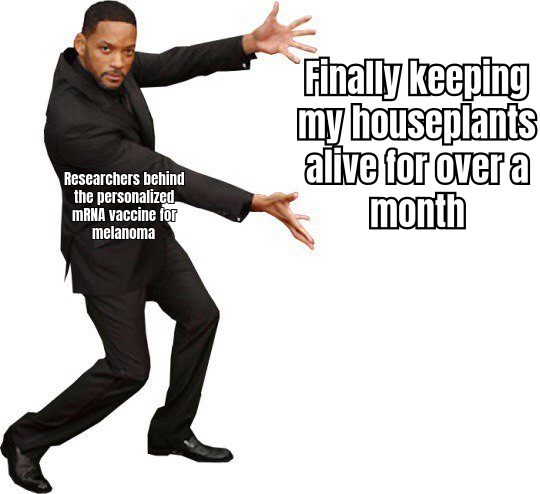 Finally keeping
my houseplants
alive for over a
month
Researchers behind
the personalized
mRNA vaccine for
melanoma